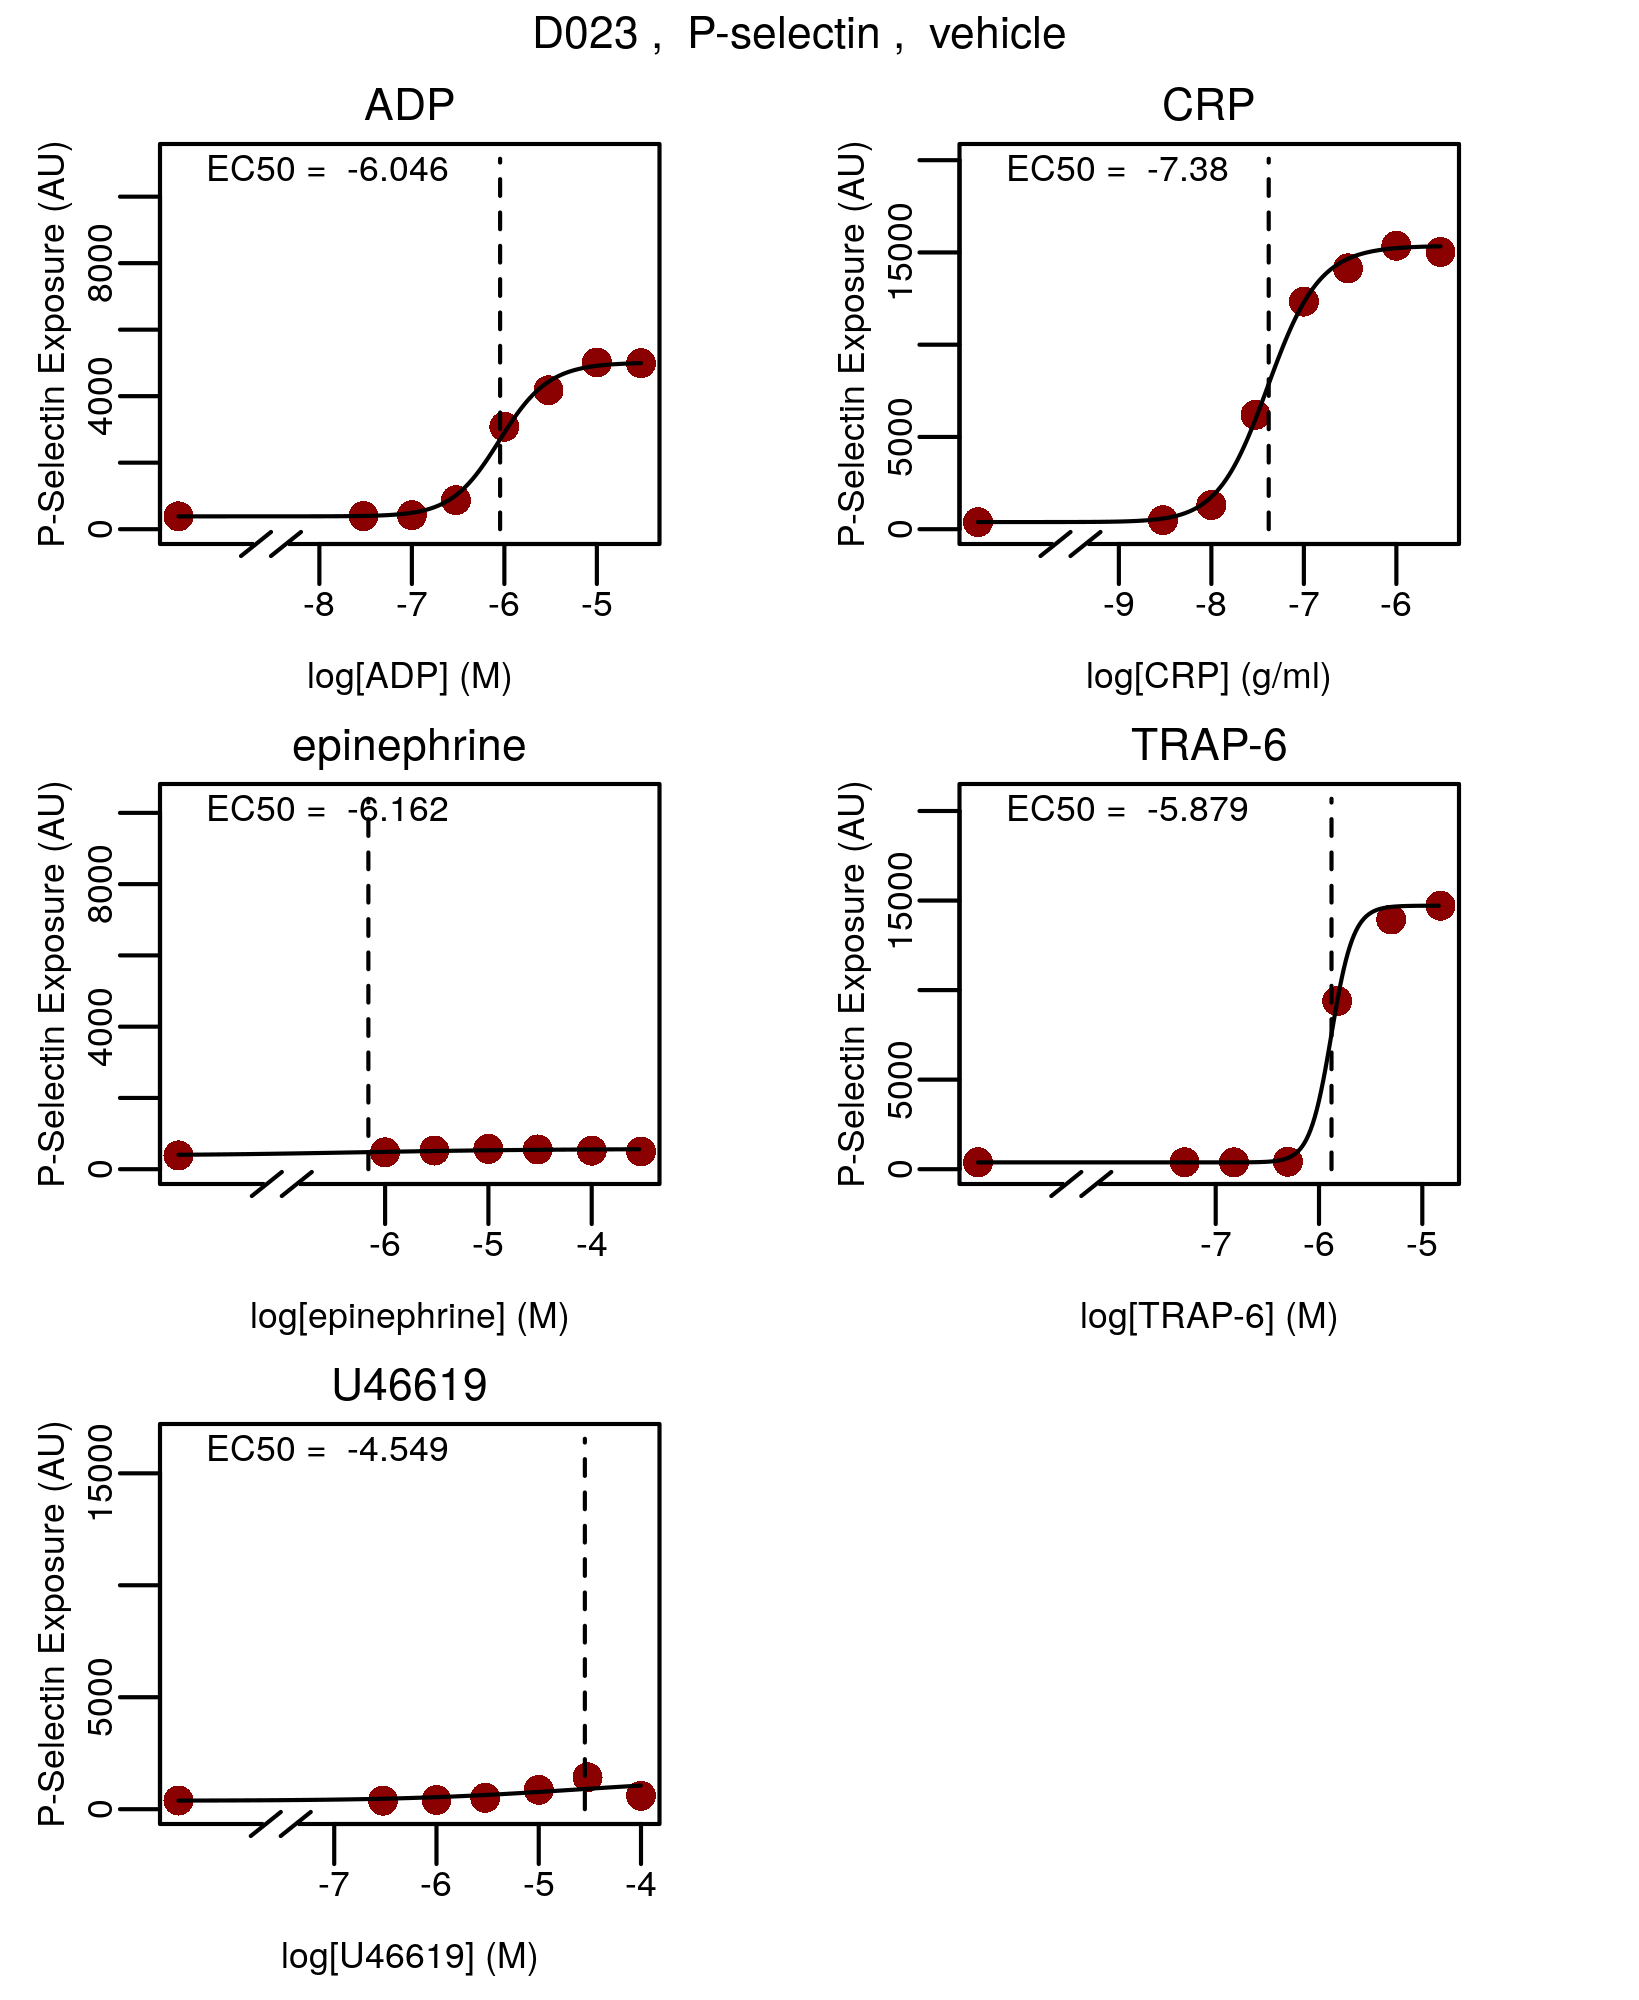 D023 , P-selectin , vehicle
ADP
P-Selectin Exposure (AU)
EC50 = -6.046
8000
4000
0
-8 -7 -6 -5
log[ADP] (M)
CRP
P-Selectin Exposure (AU)
EC50 = -7.38
15000
5000
0
-9 -8 -7 -6
log[CRP] (g/ml)
epinephrine
P-Selectin Exposure (AU)
EC50 = -6.162
8000
4000
0
-6 -5 -4
log[epinephrine] (M)
TRAP-6
P-Selectin Exposure (AU)
EC50 = -5.879
15000
5000
0
-7 -6 -5
log[TRAP-6] (M)
U46619
P-Selectin Exposure (AU)
EC50 = -4.549
15000
5000
0
-7 -6 -5 -4
log[U46619] (M)